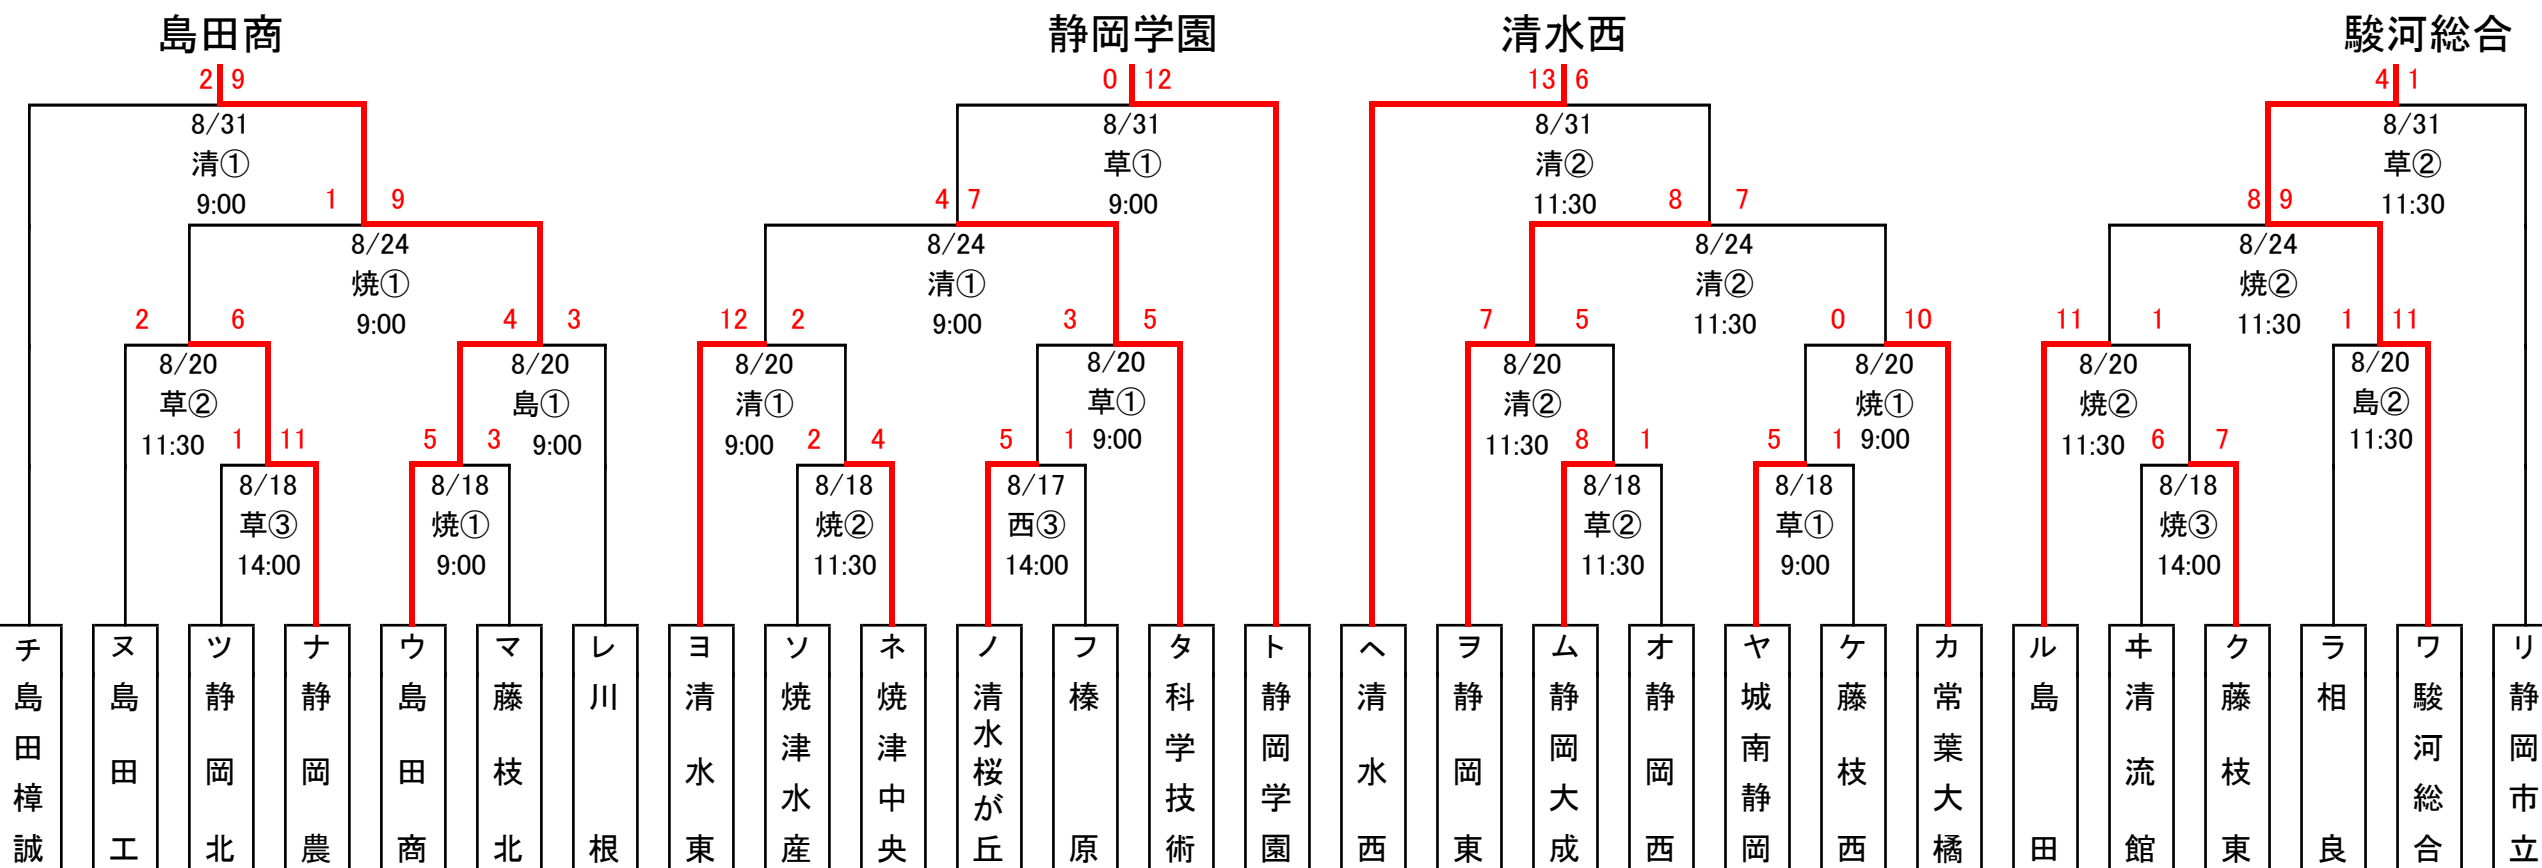 島田商 静岡学園 清水西 駿河総合
2 9 0 12 13 6 4 1
8/31 8/31 8/31 8/31
清① 草① 清② 草②
9:00 9:00 11:30 11:30
1 9 4 7 8 7 8 9
8/24 8/24 8/24 8/24
焼① 清① 清② 焼②
9:00 9:00 11:30 11:30
2 6 4 3 12 2 3 5 7 5 0 10 11 1 1 11
8/20 8/20 8/20 8/20 8/20 8/20 8/20 8/20
草② 島① 清① 草① 清② 焼① 焼② 島②
11:30 9:00 9:00 9:00 11:30 9:00 11:30 11:30
1 11 5 3 2 4 5 1 8 1 5 1 6 7
8/18 8/18 8/18 8/17 8/18 8/18 8/18
草③ 焼① 焼② 西③ 草② 草① 焼③
14:00 9:00 11:30 14:00 11:30 9:00 14:00
チ 島田樟誠
ヌ 島田工
ツ 静岡北
ナ 静岡農
ウ 島田商
マ 藤枝北
レ 川根
ヨ 清水東
ソ 焼津水産
ネ 焼津中央
ノ 清水桜が丘
フ 榛原
タ 科学技術
ト 静岡学園
ヘ 清水西
ヲ 静岡東
ム 静岡大成
オ 静岡西
ヤ 城南静岡
ケ 藤枝西
カ 常葉大橘
ル 島田
ヰ 清流館
ク 藤枝東
ラ 相良
ワ 駿河総合
リ 静岡市立